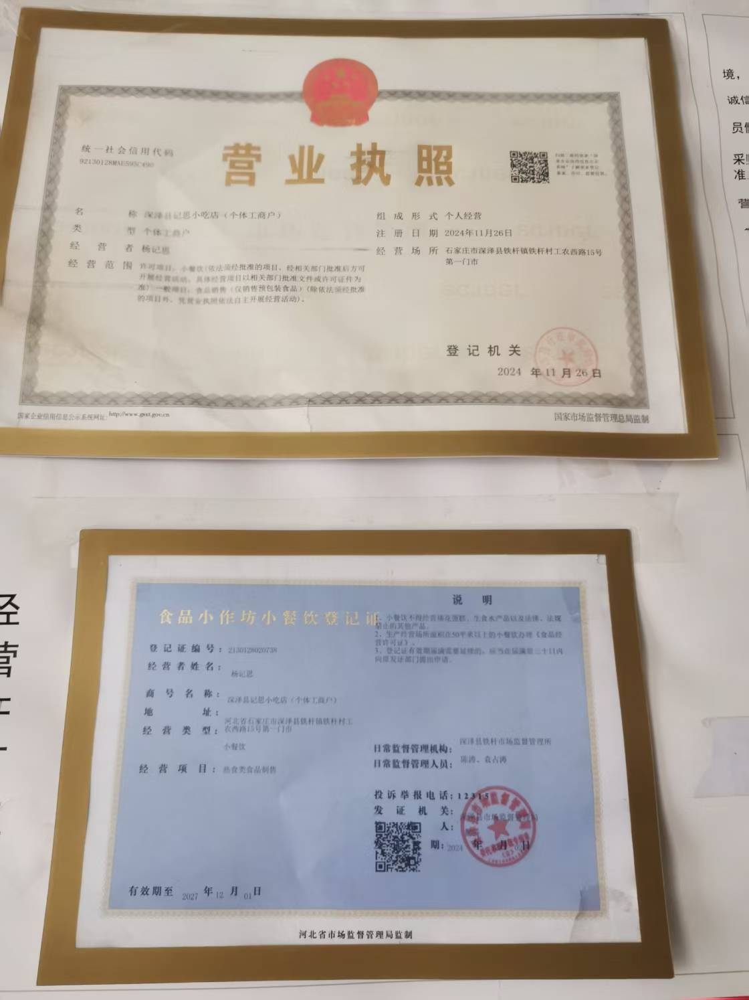 营业执照
统一社会信用代码
92130128MAE595C490
名称 深泽县记思小吃店（个体工商户）
类型 个体工商户
经营者 杨记思
经营范围 许可项目：小餐饮(依法须经批准的项目，经相关部门批准后方可
开展经营活动，具体经营项目以相关部门批准文件或许可证件为
准）一般项目：食品销售（仅销售预包装食品）(除依法须经批准
的项目外，凭营业执照依法自主开展经营活动)。
组成形式 个人经营
注册日期 2024年11月26日
经营场所 石家庄市深泽县铁杆镇铁杆村工农西路15号
第一门市
登记机关
2024 年 11 月 26 日
国家企业信用信息公示系统网址: http://www.gsxt.gov.cn
国家市场监督管理总局监制
境，
诚信
员
采
准
营
经
营
食品小作坊小餐饮登记证
登记证编号：2130128020738
经营者姓名：
杨记思
商号名称：
深泽县记思小吃店（个体工商户）
地址：
河北省石家庄市深泽县铁杆镇铁杆村工
农西路15号第一门市
经营类型：
小餐饮
经营项目：热食类食品制售
有效期至 2027 年 12 月 01 日
说明
1、小餐饮不得经营裱花蛋糕、生食水产品以及法律、法规
禁止的其他产品。
2、生产经营场所面积在50平米以上的小餐饮办理《食品经
营许可证》。
3、登记证有效期届满需要延续的，应当在届满前三十日内
向原发证部门提出申请。
日常监督管理机构：深泽县铁杆市场监督管理所
日常监督管理人员：陈涛、袁占涛
投诉举报电话：12315
发证机关：
深泽县市场监督管理局
人：
期：2024 年 月 02 日
河北省市场监督管理局监制